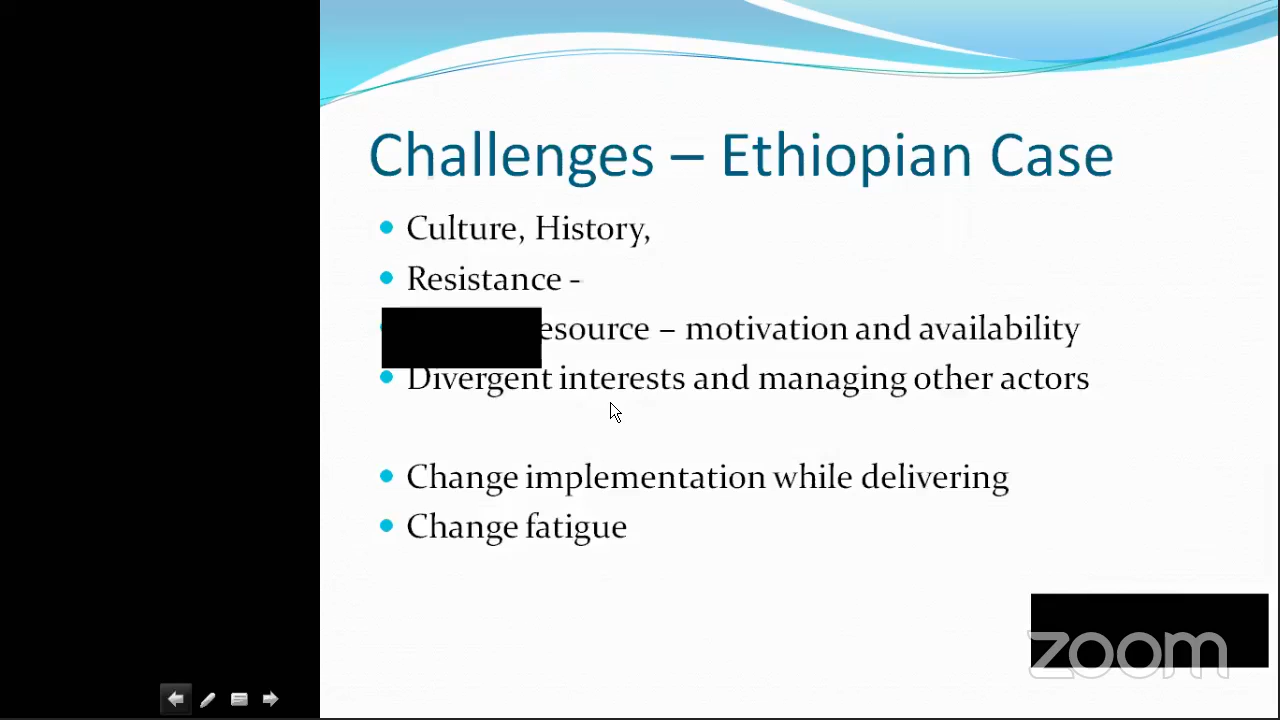 Challenges – Ethiopian Case
• Culture, History,
• Resistance -
esource – motivation and availability
• Divergent interests and managing other actors
• Change implementation while delivering
• Change fatigue
zoom